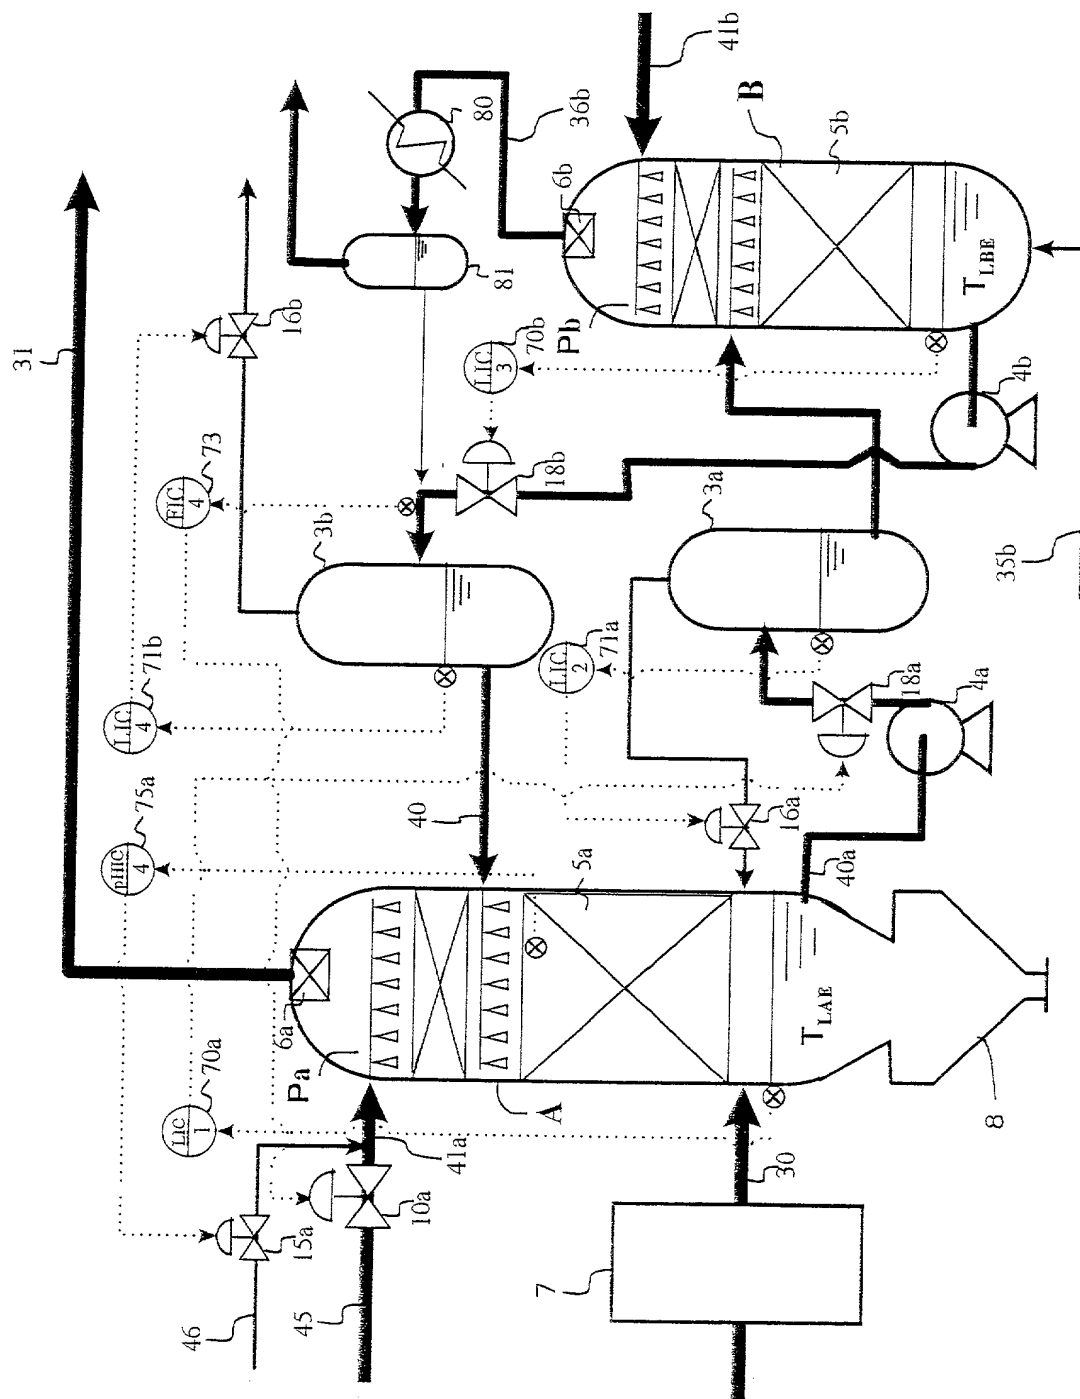 31
16b
81
80
36b
6b
41b
B
5b
Pb
T LBE
FIC 4
73
LIC 3
70b
18b
4b
3b
3a
35b
LIC 4
71b
LIC 2
71a
18a
4a
pHIC 4
75a
40
16a
40a
5a
6a
Pa
A
T LAE
8
LIC 1
70a
41a
10a
15a
30
46
45
7